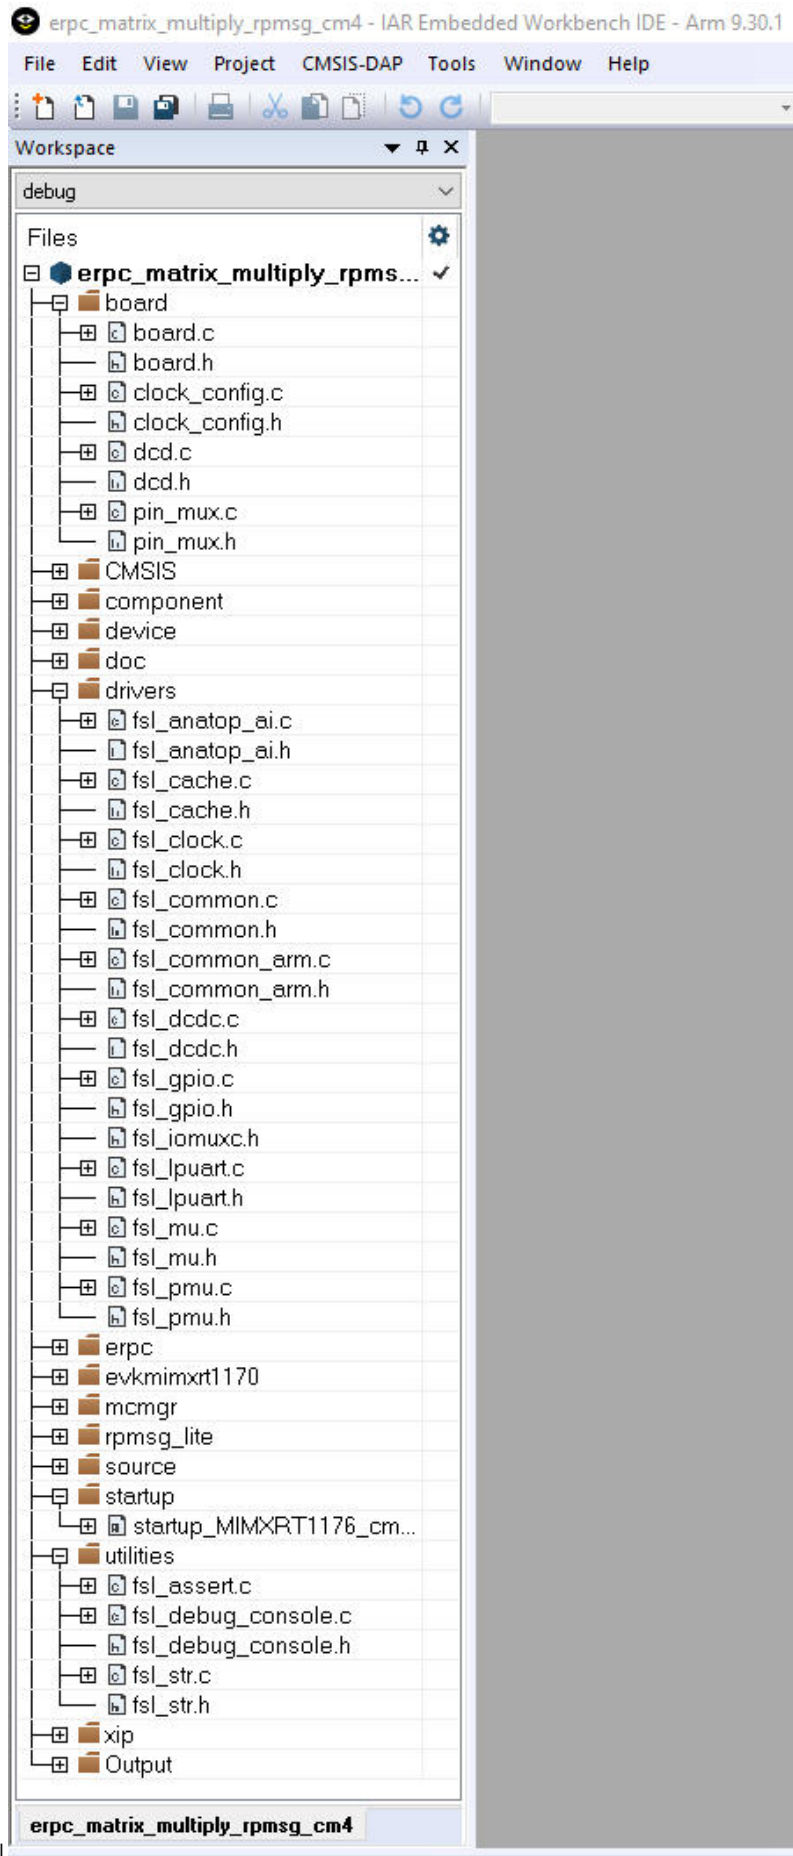 erpc_matrix_multiply_rpmsg_cm4 - IAR Embedded Workbench IDE - Arm 9.30.1
File Edit View Project CMSIS-DAP Tools Window Help
Workspace
debug
Files
erpc_matrix_multiply_rpms...
board
board.c
board.h
clock_config.c
clock_config.h
dcd.c
dcd.h
pin_mux.c
pin_mux.h
CMSIS
component
device
doc
drivers
fsl_anatop_ai.c
fsl_anatop_ai.h
fsl_cache.c
fsl_cache.h
fsl_clock.c
fsl_clock.h
fsl_common.c
fsl_common.h
fsl_common_arm.c
fsl_common_arm.h
fsl_dcdc.c
fsl_dcdc.h
fsl_gpio.c
fsl_gpio.h
fsl_iomuxc.h
fsl_lpuart.c
fsl_lpuart.h
fsl_mu.c
fsl_mu.h
fsl_pmu.c
fsl_pmu.h
erpc
evkmimxrt1170
mcmgr
rpmsg_lite
source
startup
startup_MIMXRT1176_cm...
utilities
fsl_assert.c
fsl_debug_console.c
fsl_debug_console.h
fsl_str.c
fsl_str.h
xip
Output
erpc_matrix_multiply_rpmsg_cm4